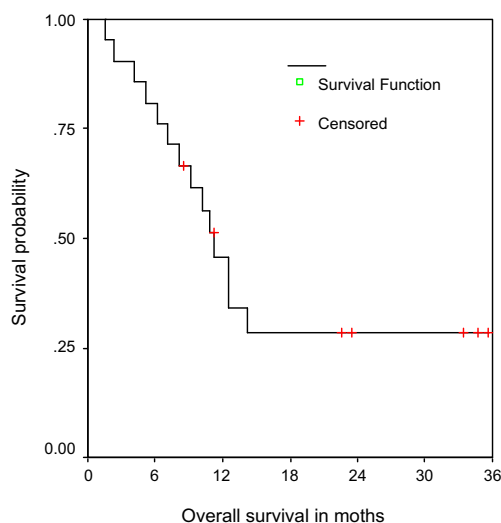 1.00
.75
.50
.25
0.00
Survival probability
Survival Function
Censored
0 6 12 18 24 30 36
Overall survival in moths